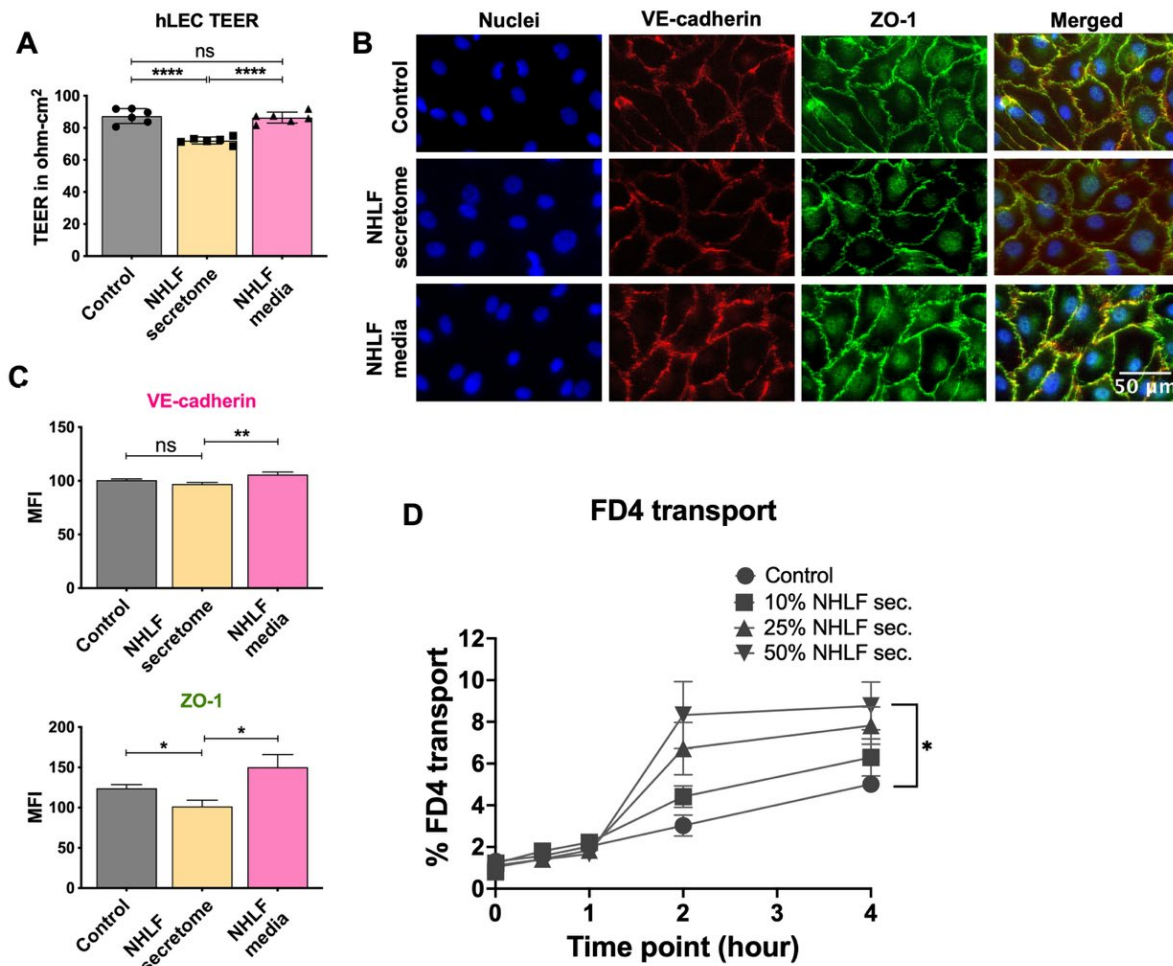 A
hLEC TEER
ns
**** ****
TEER in ohm-cm²
100
80
60
40
20
0
Control
NHLF
secretome
NHLF
media
B
Nuclei VE-cadherin ZO-1 Merged
Control
NHLF
secretome
NHLF
media
50 µm
C
VE-cadherin
ns **
MFI
150
100
50
0
Control
NHLF
secretome
NHLF
media
ZO-1
* *
MFI
200
150
100
50
0
Control
NHLF
secretome
NHLF
media
D
FD4 transport
Control
10% NHLF sec.
25% NHLF sec.
50% NHLF sec.
% FD4 transport
12
10
8
6
4
2
0
*
0 1 2 3 4
Time point (hour)